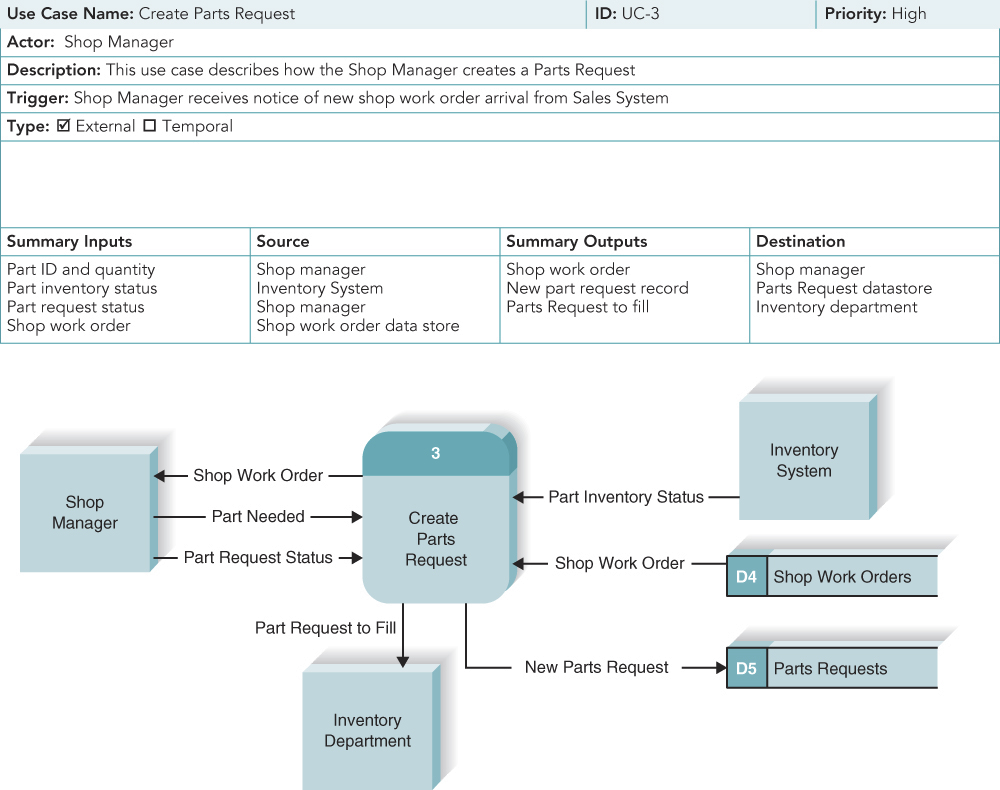 Use Case Name: Create Parts Request ID: UC-3 Priority: High
Actor: Shop Manager
Description: This use case describes how the Shop Manager creates a Parts Request
Trigger: Shop Manager receives notice of new shop work order arrival from Sales System
Type: ☑ External ☐ Temporal
Summary Inputs Source Summary Outputs Destination
Part ID and quantity Shop manager Shop work order Shop manager
Part inventory status Inventory System New part request record Parts Request datastore
Part request status Shop manager Parts Request to fill Inventory department
Shop work order Shop work order data store
3
Shop Work Order
Shop
Manager
Part Needed
Part Request Status
Create
Parts
Request
Inventory
System
Part Inventory Status
Shop Work Order
D4 Shop Work Orders
Part Request to Fill
New Parts Request
D5 Parts Requests
Inventory
Department